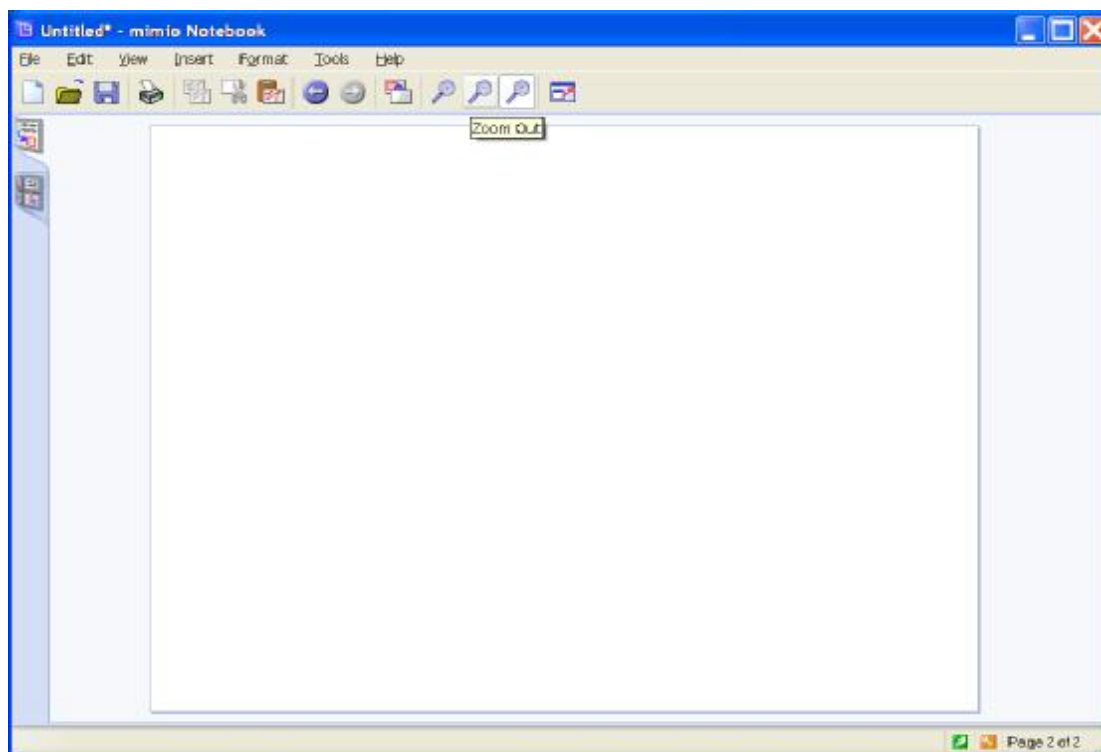 Untitled* - mimio Notebook
File Edit View Insert Format Tools Help
Zoom Out
Page 2 of 2